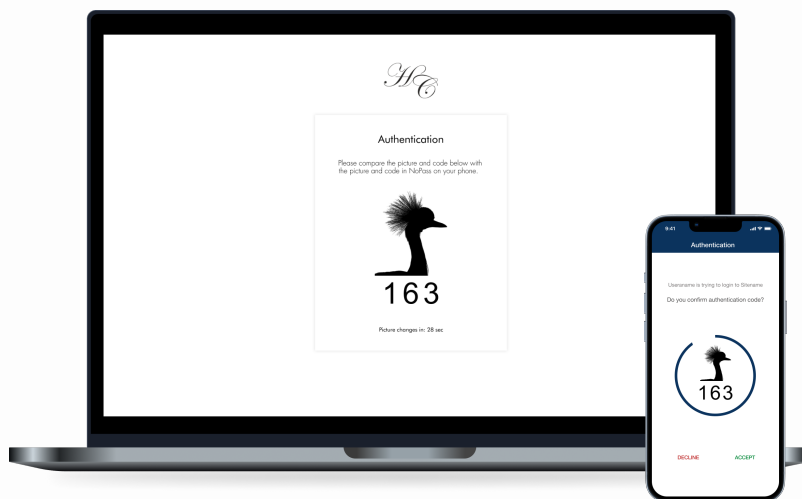 HC
Authentication
Please compare the picture and code below with
the picture and code in NoPass on your phone.
163
Picture changes in: 28 sec
9:41
Authentication
Usersname is trying to login to Sitename
Do you confirm authentication code?
163
DECLINE ACCEPT